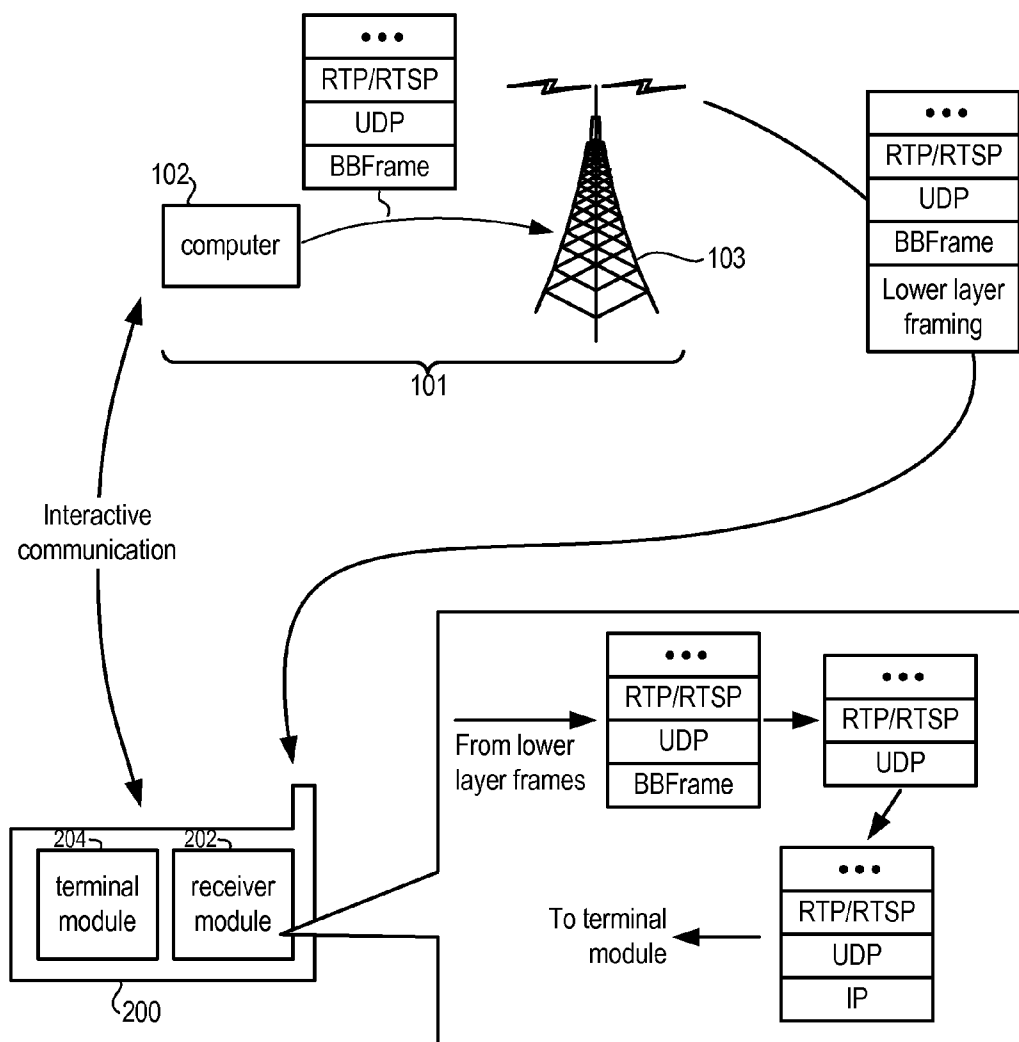 •••
RTP/RTSP
UDP
BBFrame
102
computer
103
101
•••
RTP/RTSP
UDP
BBFrame
Lower layer
framing
Interactive
communication
From lower
layer frames
•••
RTP/RTSP
UDP
BBFrame
•••
RTP/RTSP
UDP
•••
RTP/RTSP
UDP
IP
To terminal
module
204
terminal
module
202
receiver
module
200